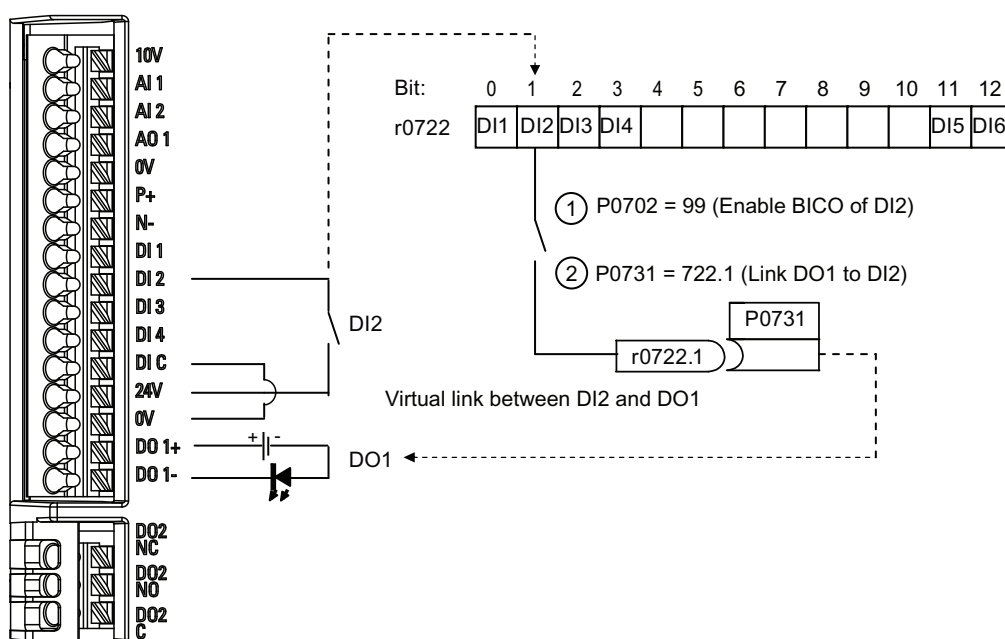 10V
AI 1
AI 2
AO 1
0V
P+
N-
DI 1
DI 2
DI 3
DI 4
DI C
24V
0V
DO 1+
DO 1-
DO2
NC
DO2
NO
DO2
C
DI2
+ -
DO1
Bit: 0 1 2 3 4 5 6 7 8 9 10 11 12
r0722 DI1 DI2 DI3 DI4 DI5 DI6
1 P0702 = 99 (Enable BICO of DI2)
2 P0731 = 722.1 (Link DO1 to DI2)
P0731
r0722.1
Virtual link between DI2 and DO1